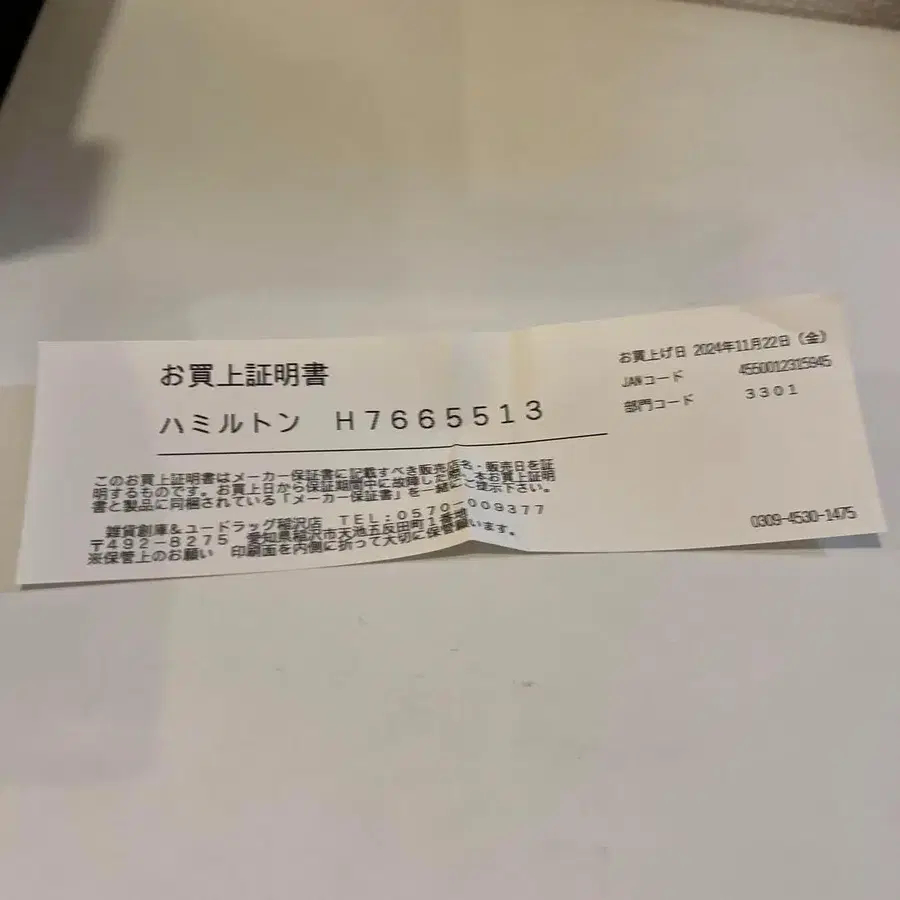 お買上証明書
ハミルトン H7665513
お買上げ日 2024年11月22日（金）
JANコード 4550012315945
部門コード 3301
このお買上証明書はメーカー保証書に記載すべき販売店名・販売日を証
明するものです。お買上日から保証期間中に故障した際、本お買上証明
書と製品に同梱されている「メーカー保証書」を一緒にご提示下さい。
雑貨倉庫＆ユードラッグ稲沢店 TEL：0570-009377
〒492-8275 愛知県稲沢市大池五反田町1番地
※保管上のお願い 印刷面を内側に折って大切に保管願います。
0309-4530-1475